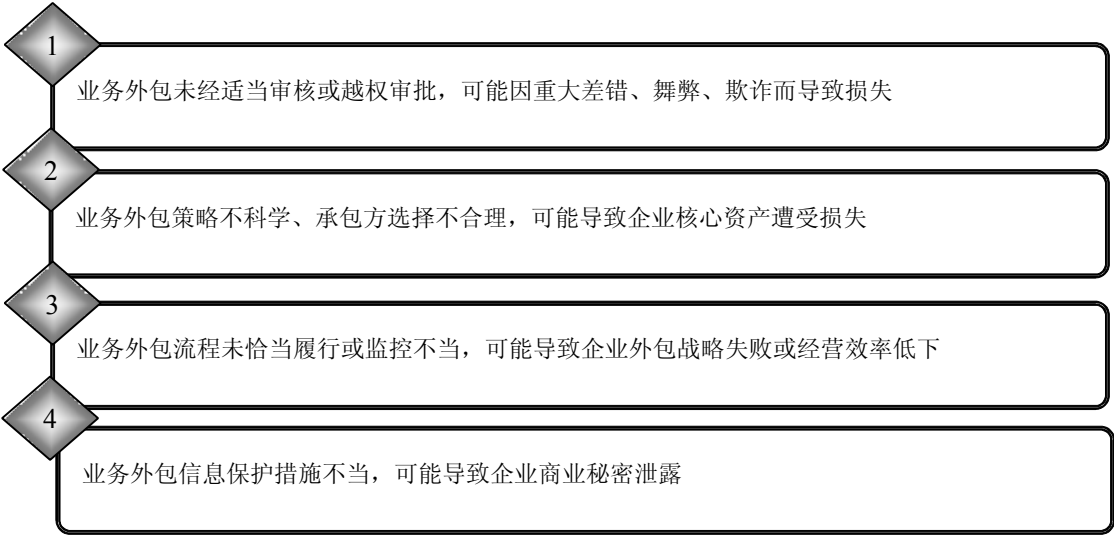 1
业务外包未经适当审核或越权审批，可能因重大差错、舞弊、欺诈而导致损失
2
业务外包策略不科学、承包方选择不合理，可能导致企业核心资产遭受损失
3
业务外包流程未恰当履行或监控不当，可能导致企业外包战略失败或经营效率低下
4
业务外包信息保护措施不当，可能导致企业商业秘密泄露